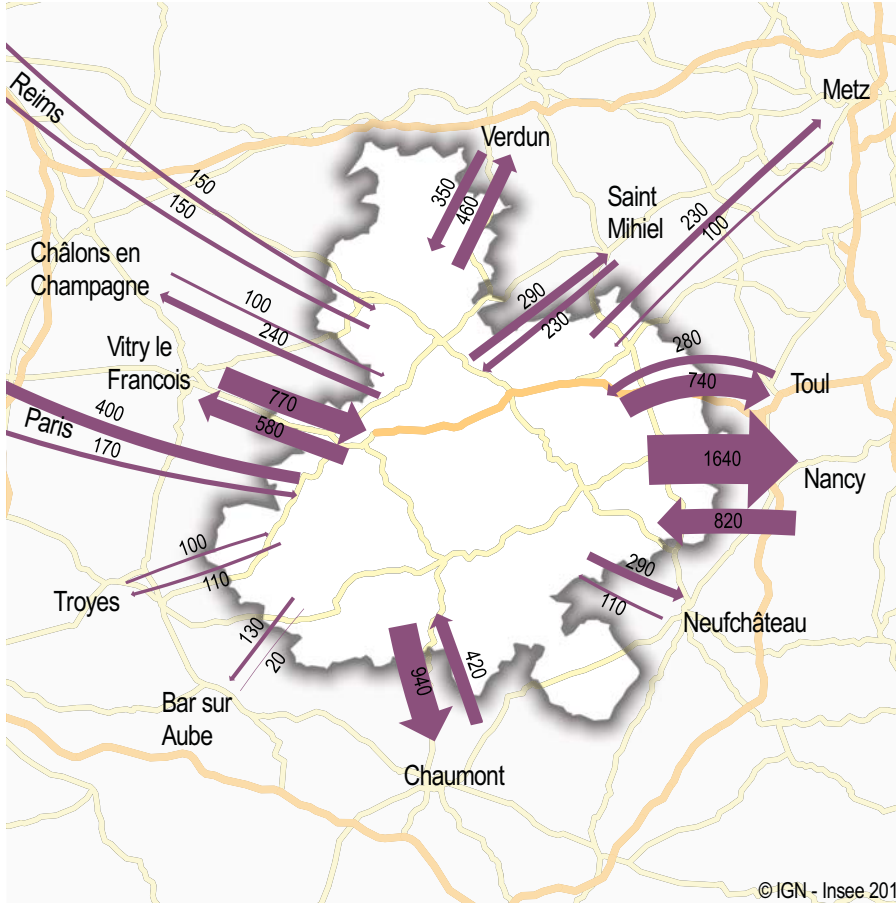 Metz
Reims
Verdun
150
150
350
460
Saint
Mihiel
230
100
Châlons en
Champagne
100
240
290
230
Vitry le
Francois
770
580
280
740
Toul
Paris
400
170
1640
Nancy
820
100
110
Troyes
290
110
Neufchâteau
130
20
Bar sur
Aube
940
420
Chaumont
© IGN - Insee 201